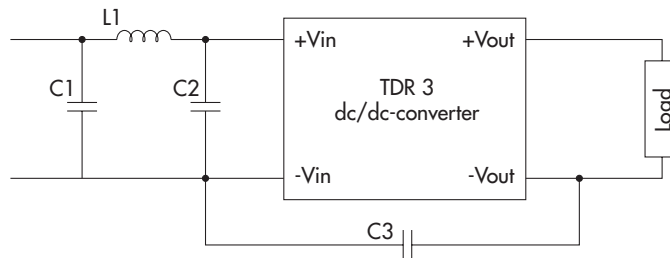 L1
+Vin
+Vout
C1
C2
TDR 3
dc/dc-converter
Load
-Vin
-Vout
C3